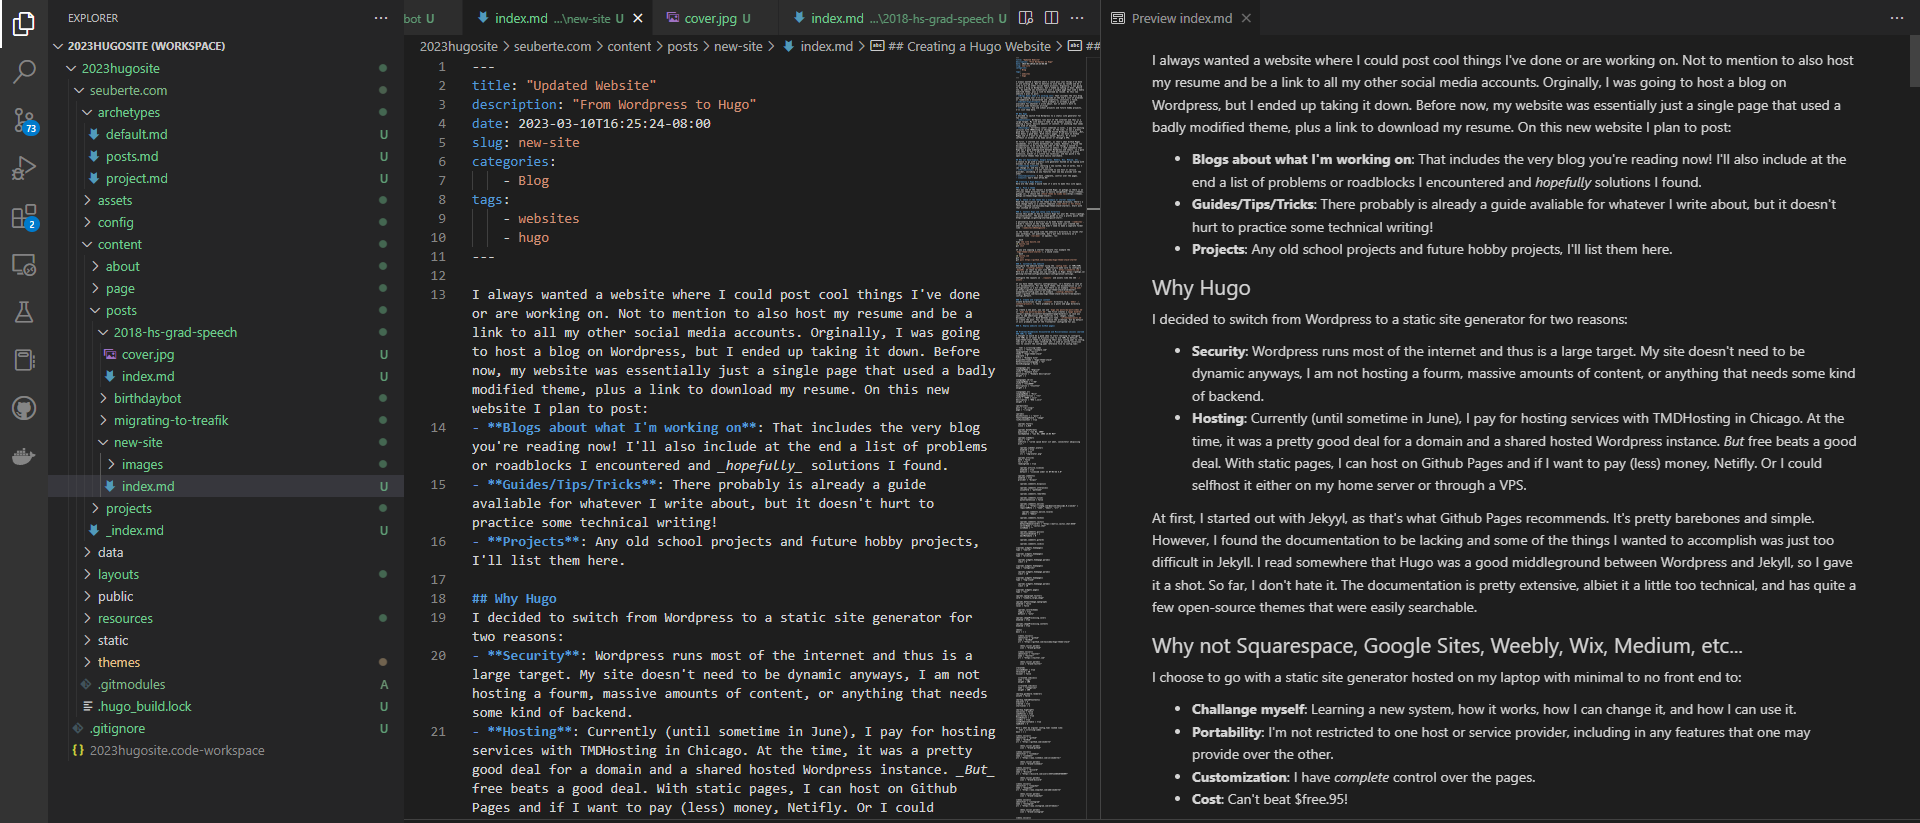 EXPLORER
2023HUGOSITE (WORKSPACE)
2023hugosite
seuberte.com
archetypes
default.md U
posts.md U
project.md U
assets
config
content
about
page
posts
2018-hs-grad-speech
cover.jpg U
index.md U
birthdaybot
migrating-to-treafik
new-site
images
index.md U
projects
_index.md U
data
layouts
public
resources
static
themes
.gitmodules A
.hugo_build.lock U
.gitignore U
2023hugosite.code-workspace
73
2
bot U
index.md ...\new-site U
cover.jpg U
index.md ...\2018-hs-grad-speech U
2023hugosite > seuberte.com > content > posts > new-site > index.md > ## Creating a Hugo Website > ##
1 ---
2 title: "Updated Website"
3 description: "From Wordpress to Hugo"
4 date: 2023-03-10T16:25:24-08:00
5 slug: new-site
6 categories:
7 - Blog
8 tags:
9 - websites
10 - hugo
11 ---
12
13 I always wanted a website where I could post cool things I've done
or are working on. Not to mention to also host my resume and be a
link to all my other social media accounts. Orginally, I was going
to host a blog on Wordpress, but I ended up taking it down. Before
now, my website was essentially just a single page that used a badly
modified theme, plus a link to download my resume. On this new
website I plan to post:
14 - **Blogs about what I'm working on**: That includes the very blog
you're reading now! I'll also include at the end a list of problems
or roadblocks I encountered and _hopefully_ solutions I found.
15 - **Guides/Tips/Tricks**: There probably is already a guide
avaliable for whatever I write about, but it doesn't hurt to
practice some technical writing!
16 - **Projects**: Any old school projects and future hobby projects,
I'll list them here.
17
18 ## Why Hugo
19 I decided to switch from Wordpress to a static site generator for
two reasons:
20 - **Security**: Wordpress runs most of the internet and thus is a
large target. My site doesn't need to be dynamic anyways, I am not
hosting a fourm, massive amounts of content, or anything that needs
some kind of backend.
21 - **Hosting**: Currently (until sometime in June), I pay for hosting
services with TMDHosting in Chicago. At the time, it was a pretty
good deal for a domain and a shared hosted Wordpress instance. _But_
free beats a good deal. With static pages, I can host on Github
Pages and if I want to pay (less) money, Netifly. Or I could
Preview index.md
I always wanted a website where I could post cool things I've done or are working on. Not to mention to also host
my resume and be a link to all my other social media accounts. Orginally, I was going to host a blog on
Wordpress, but I ended up taking it down. Before now, my website was essentially just a single page that used a
badly modified theme, plus a link to download my resume. On this new website I plan to post:
• Blogs about what I'm working on: That includes the very blog you're reading now! I'll also include at the
end a list of problems or roadblocks I encountered and hopefully solutions I found.
• Guides/Tips/Tricks: There probably is already a guide avaliable for whatever I write about, but it doesn't
hurt to practice some technical writing!
• Projects: Any old school projects and future hobby projects, I'll list them here.
Why Hugo
I decided to switch from Wordpress to a static site generator for two reasons:
• Security: Wordpress runs most of the internet and thus is a large target. My site doesn't need to be
dynamic anyways, I am not hosting a fourm, massive amounts of content, or anything that needs some kind
of backend.
• Hosting: Currently (until sometime in June), I pay for hosting services with TMDHosting in Chicago. At the
time, it was a pretty good deal for a domain and a shared hosted Wordpress instance. But free beats a good
deal. With static pages, I can host on Github Pages and if I want to pay (less) money, Netifly. Or I could
selfhost it either on my home server or through a VPS.
At first, I started out with Jekyyl, as that's what Github Pages recommends. It's pretty barebones and simple.
However, I found the documentation to be lacking and some of the things I wanted to accomplish was just too
difficult in Jekyll. I read somewhere that Hugo was a good middleground between Wordpress and Jekyll, so I gave
it a shot. So far, I don't hate it. The documentation is pretty extensive, albiet it a little too technical, and has quite a
few open-source themes that were easily searchable.
Why not Squarespace, Google Sites, Weebly, Wix, Medium, etc...
I choose to go with a static site generator hosted on my laptop with minimal to no front end to:
• Challange myself: Learning a new system, how it works, how I can change it, and how I can use it.
• Portability: I'm not restricted to one host or service provider, including in any features that one may
provide over the other.
• Customization: I have complete control over the pages.
• Cost: Can't beat $free.95!